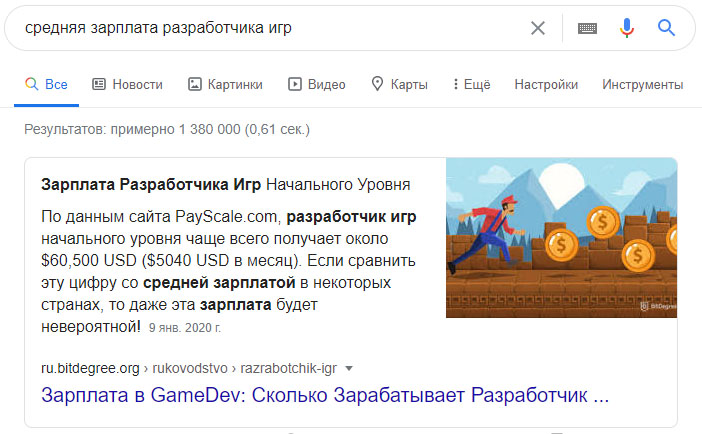 средняя зарплата разработчика игр
Все
Новости
Картинки
Видео
Карты
Ещё
Настройки
Инструменты
Результатов: примерно 1 380 000 (0,61 сек.)
Зарплата Разработчика Игр Начального Уровня
По данным сайта PayScale.com, разработчик игр
начального уровня чаще всего получает около
$60,500 USD ($5040 USD в месяц). Если сравнить
эту цифру со средней зарплатой в некоторых
странах, то даже эта зарплата будет
невероятной! 9 янв. 2020 г.
BitDegree
ru.bitdegree.org › rukovodstvo › razrabotchik-igr
Зарплата в GameDev: Сколько Зарабатывает Разработчик ...